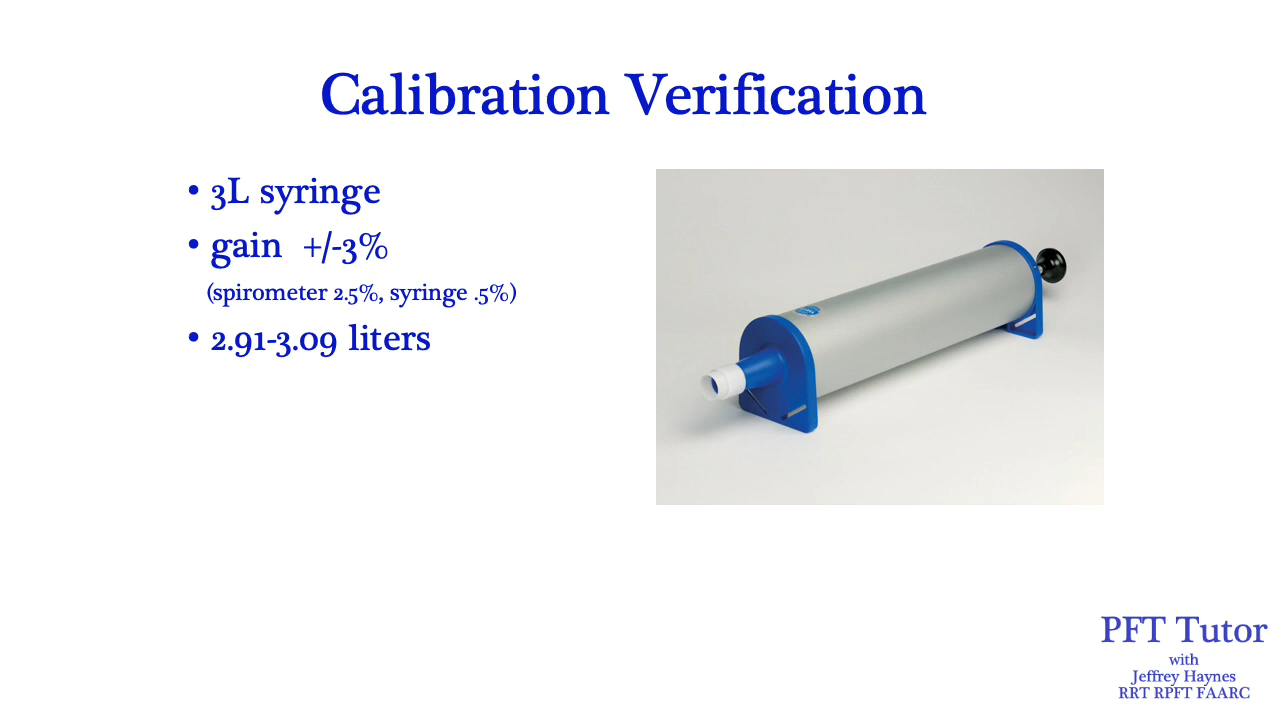 Calibration Verification
• 3L syringe
• gain +/-3%
(spirometer 2.5%, syringe .5%)
• 2.91-3.09 liters
PFT Tutor
with
Jeffrey Haynes
RRT RPFT FAARC